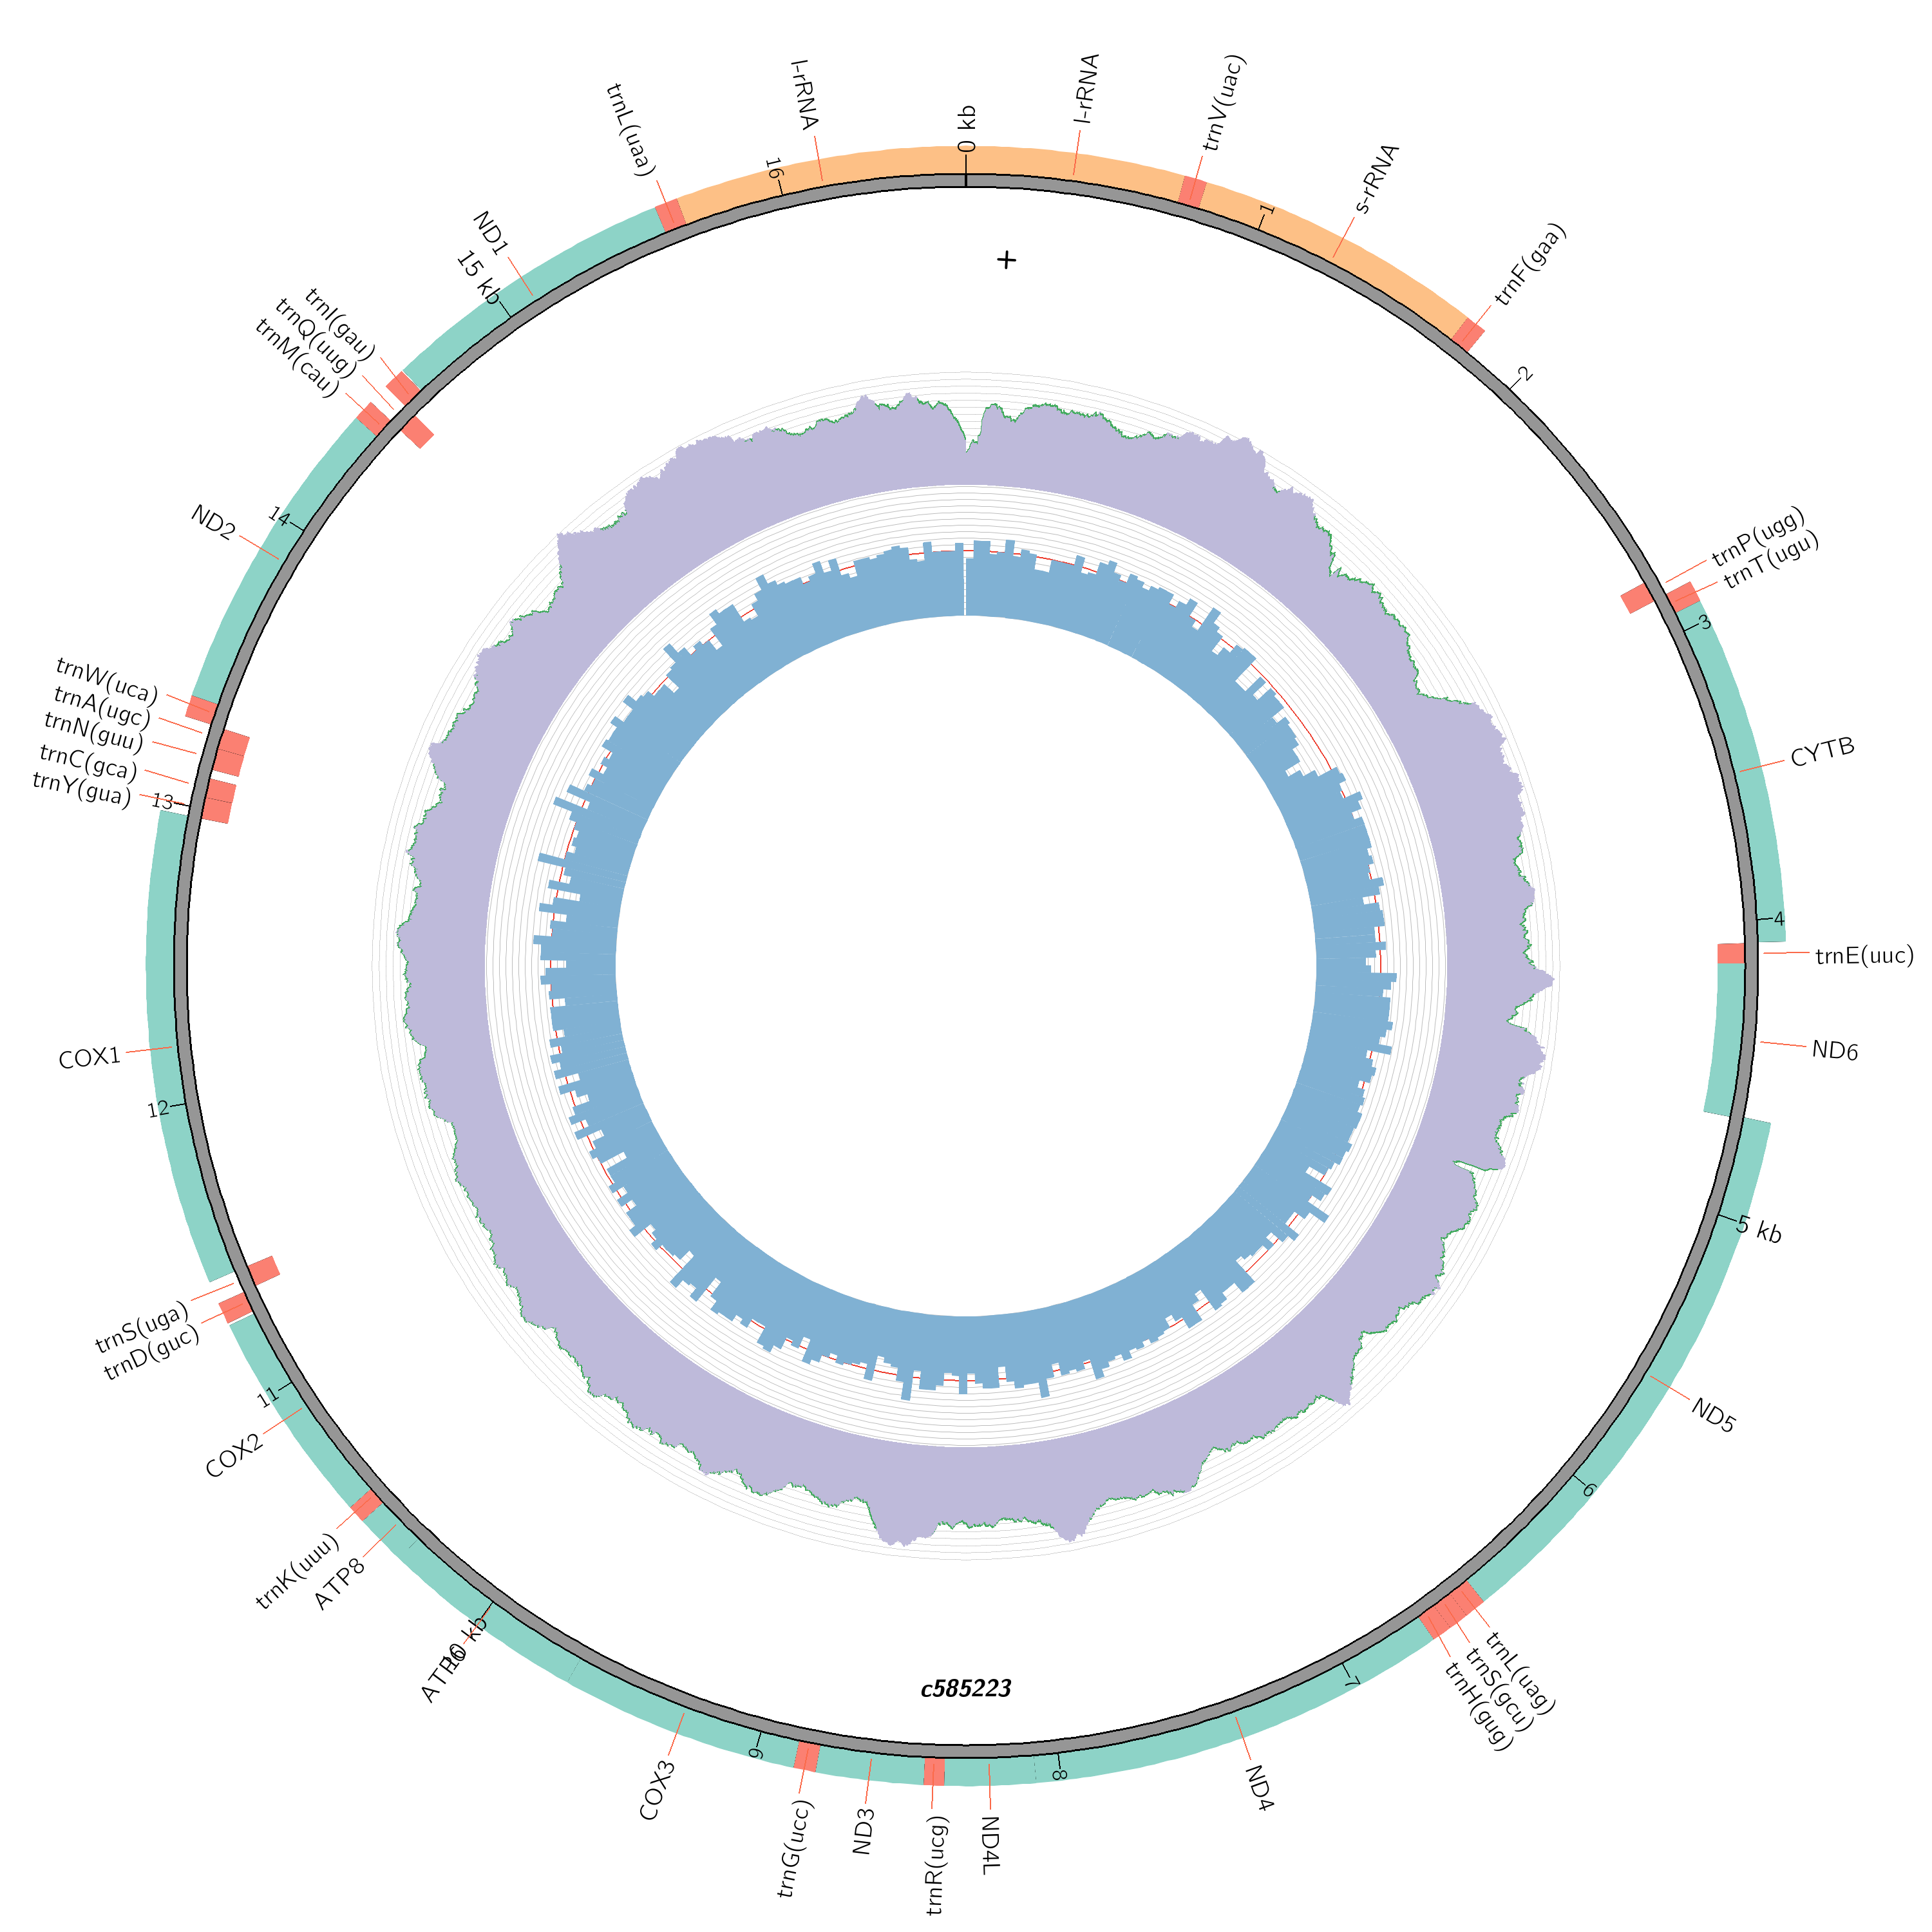 0 kb
l-rRNA
trnV(uac)
1
s-rRNA
trnF(gaa)
2
trnP(ugg)
trnT(ugu)
3
CYTB
4
trnE(uuc)
ND6
5 kb
ND5
6
trnL(uag)
trnS(gcu)
trnH(gug)
7
ND4
8
ND4L
trnR(ucg)
ND3
trnG(ucc)
9
COX3
10 kb
ATP6
ATP8
trnK(uuu)
COX2
11
trnD(guc)
trnS(uga)
12
COX1
13
trnY(gua)
trnC(gca)
trnN(guu)
trnA(ugc)
trnW(uca)
ND2
14
trnM(cau)
trnQ(uug)
trnI(gau)
15 kb
ND1
trnL(uaa)
16
l-rRNA
+
c585223